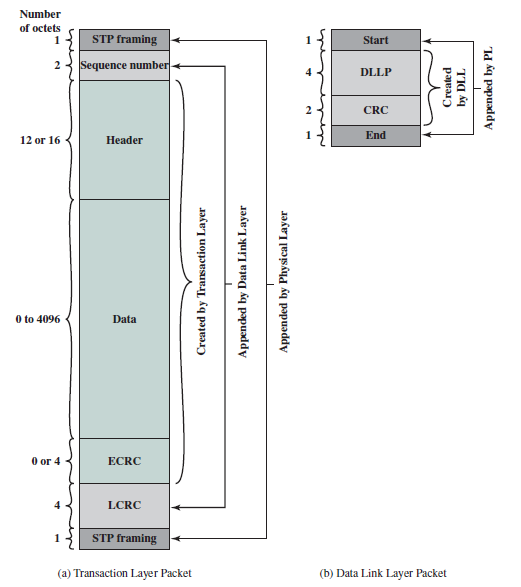 Number
of octets
1
STP framing
2
Sequence number
12 or 16
Header
0 to 4096
Data
0 or 4
ECRC
4
LCRC
1
STP framing
Created by Transaction Layer
Appended by Data Link Layer
Appended by Physical Layer
(a) Transaction Layer Packet
1
Start
4
DLLP
2
CRC
1
End
Created
by DLL
Appended by PL
(b) Data Link Layer Packet